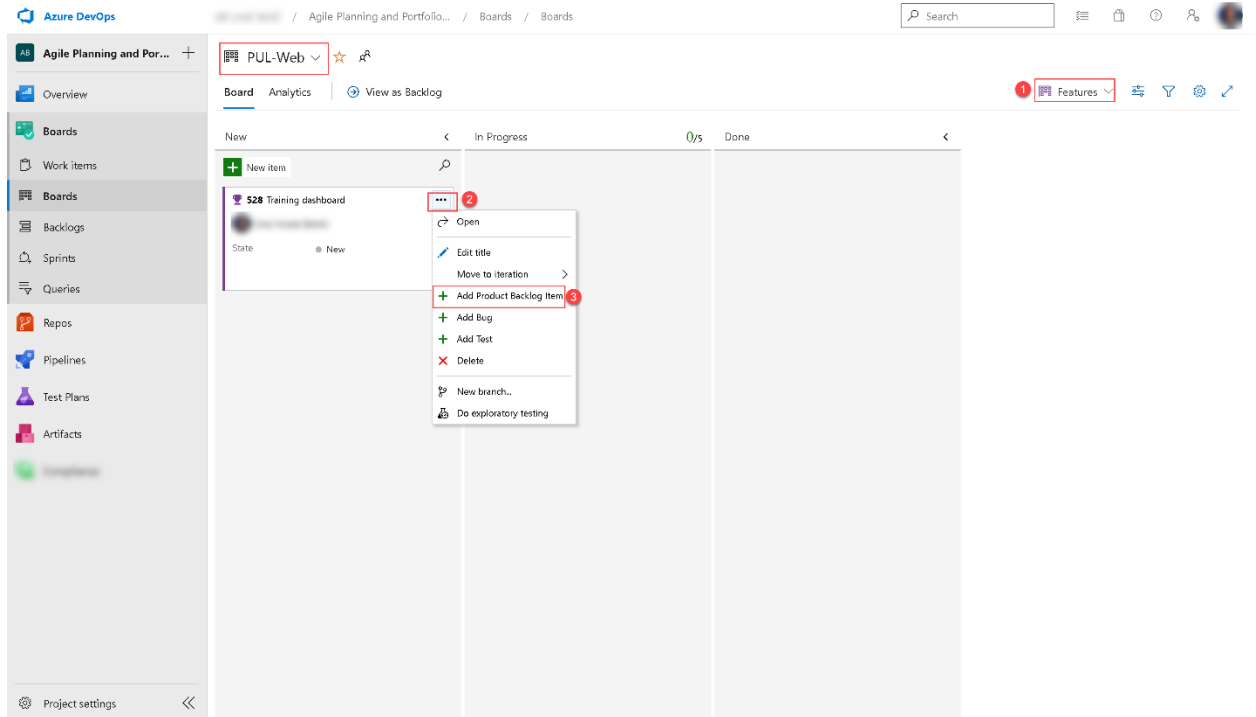 Azure DevOps
/ Agile Planning and Portfolio... / Boards / Boards
Search
AB Agile Planning and Por...
PUL-Web
Overview
Board Analytics View as Backlog
1 Features
Boards
New
In Progress 0/5
Done
Work items
New item
Boards
528 Training dashboard
2
Backlogs
Open
State New
Sprints
Edit title
Move to iteration
Queries
Add Product Backlog Item 3
Add Bug
Repos
Add Test
Pipelines
Delete
New branch...
Test Plans
Do exploratory testing
Artifacts
Project settings